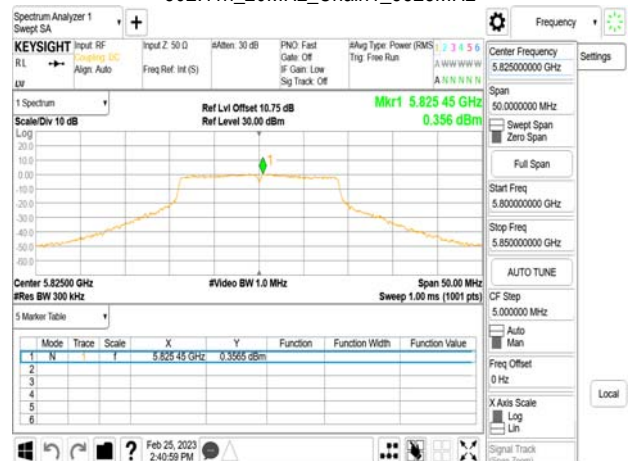 Spectrum Analyzer 1
Swept SA
Frequency
KEYSIGHT
Input: RF
Input Z: 50 Ω
#Atten: 30 dB
PNO: Fast
#Avg Type: Power (RMS
1 2 3 4 5 6
RL
Coupling: DC
Gate: Off
Trig: Free Run
A WW WW W
Align: Auto
Freq Ref: Int (S)
IF Gain: Low
Sig Track: Off
A N N N N N
Center Frequency
5.825000000 GHz
Settings
Span
50.0000000 MHz
Swept Span
Zero Span
Full Span
Start Freq
5.800000000 GHz
Stop Freq
5.850000000 GHz
AUTO TUNE
CF Step
5.000000 MHz
Auto
Man
Freq Offset
0 Hz
X Axis Scale
Log
Lin
Signal Track
Local
1 Spectrum
Scale/Div 10 dB
Log
Ref Lvl Offset 10.75 dB
Ref Level 30.00 dBm
Mkr1 5.825 45 GHz
0.356 dBm
20.0
10.0
0.00
-10.0
-20.0
-30.0
-40.0
-50.0
-60.0
1
Center 5.82500 GHz
#Video BW 1.0 MHz
Span 50.00 MHz
#Res BW 300 kHz
Sweep 1.00 ms (1001 pts)
5 Marker Table
Mode Trace Scale X Y Function Function Width Function Value
1 N 1 f 5.825 45 GHz 0.3565 dBm
2
3
4
5
6
?
Feb 25, 2023
2:40:59 PM